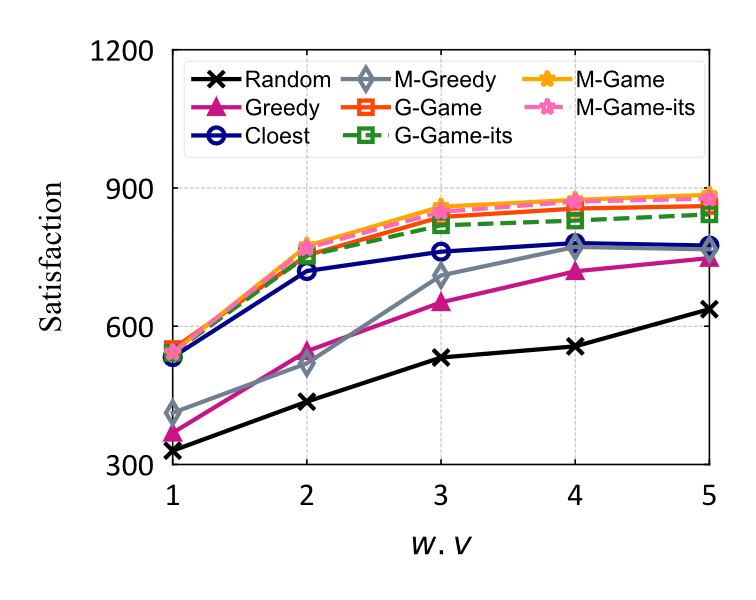 1200
Random M-Greedy M-Game
Greedy G-Game M-Game-its
Cloest G-Game-its
900
Satisfaction
600
300
1 2 3 4 5
w.v